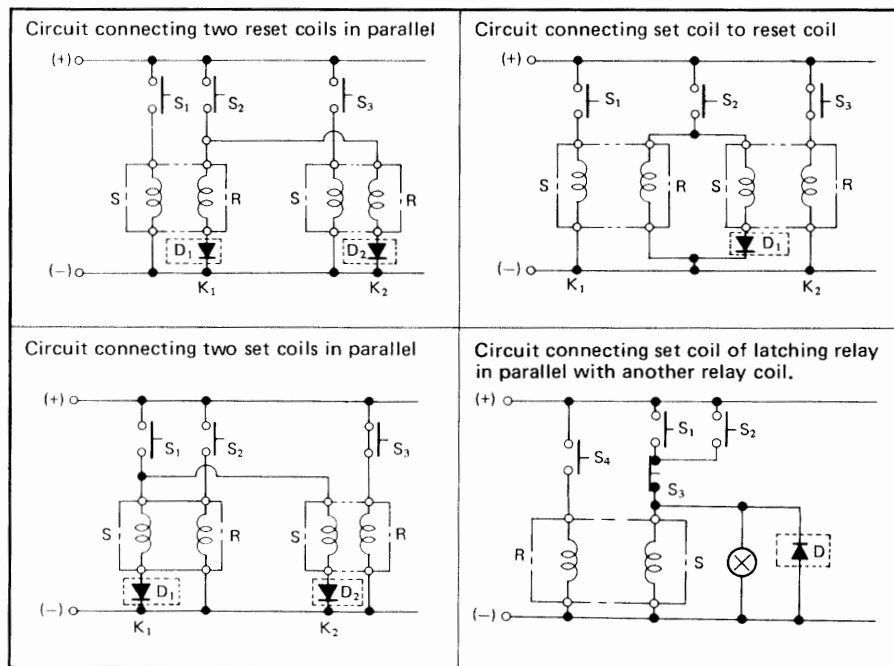 Circuit connecting two reset coils in parallel
(+)
S₁ S₂ S₃
S R S R
D₁ D₂
(−)
K₁ K₂
Circuit connecting set coil to reset coil
(+)
S₁ S₂ S₃
S R S R
D₁
(−)
K₁ K₂
Circuit connecting two set coils in parallel
(+)
S₁ S₂ S₃
S R S R
D₁ D₂
(−)
K₁ K₂
Circuit connecting set coil of latching relay
in parallel with another relay coil.
(+)
S₁ S₂
S₄
S₃
R S D
(−)